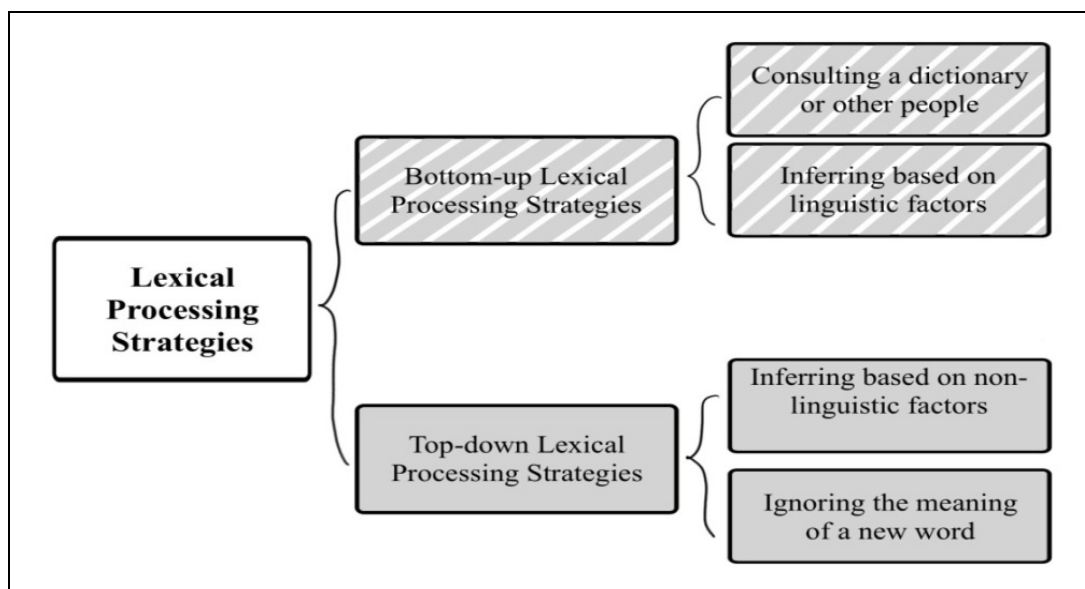 Lexical
Processing
Strategies
Bottom-up Lexical
Processing Strategies
Consulting a dictionary
or other people
Inferring based on
linguistic factors
Top-down Lexical
Processing Strategies
Inferring based on non-
linguistic factors
Ignoring the meaning
of a new word